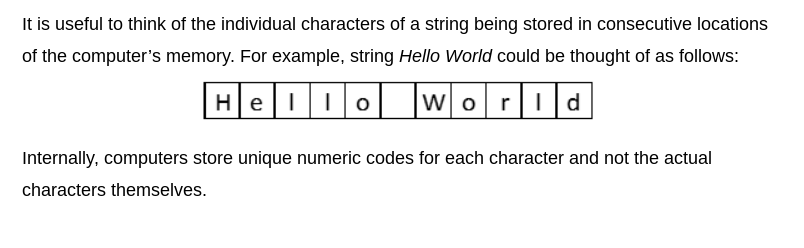 It is useful to think of the individual characters of a string being stored in consecutive locations
of the computer's memory. For example, string Hello World could be thought of as follows:
H e l l o   W o r l d
Internally, computers store unique numeric codes for each character and not the actual
characters themselves.